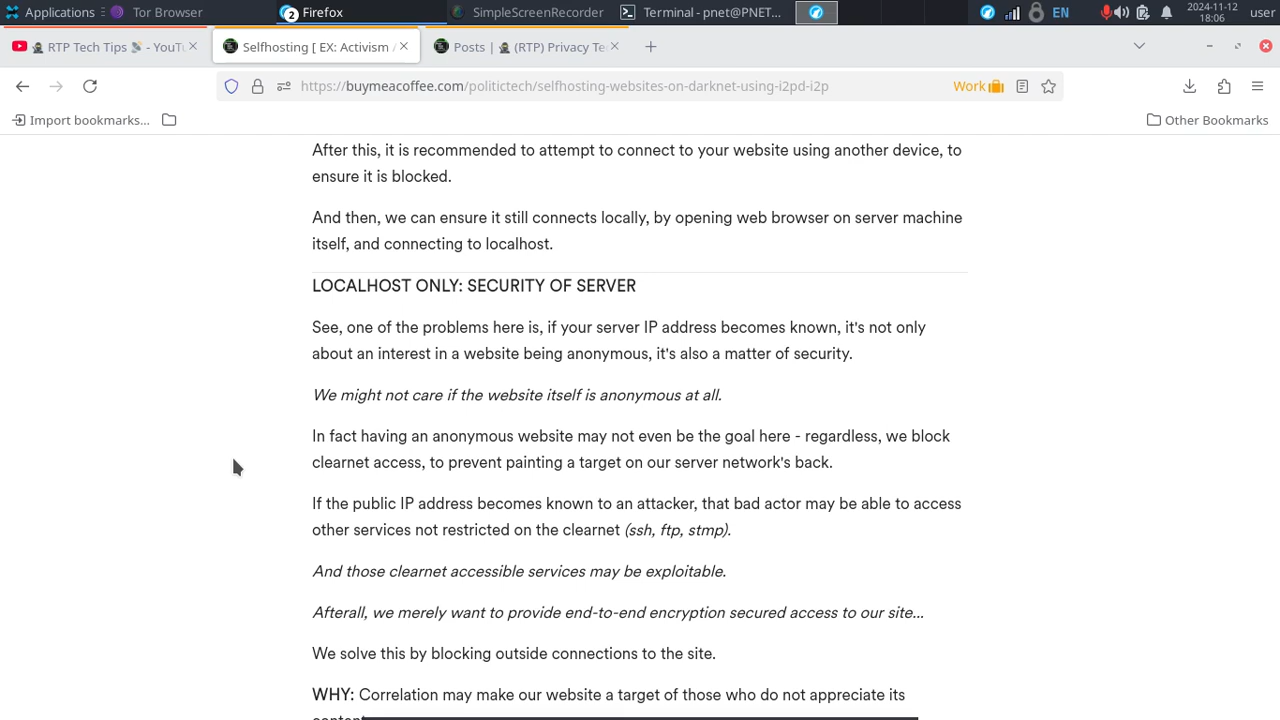 Applications
Tor Browser
2 Firefox
SimpleScreenRecorder
Terminal - pnet@PNET...
EN
2024-11-12
18:06
user
RTP Tech Tips - YouTu
Selfhosting [ EX: Activism /
Posts | (RTP) Privacy Te
https://buymeacoffee.com/politictech/selfhosting-websites-on-darknet-using-i2pd-i2p
Work
Import bookmarks...
Other Bookmarks
After this, it is recommended to attempt to connect to your website using another device, to
ensure it is blocked.
And then, we can ensure it still connects locally, by opening web browser on server machine
itself, and connecting to localhost.
LOCALHOST ONLY: SECURITY OF SERVER
See, one of the problems here is, if your server IP address becomes known, it's not only
about an interest in a website being anonymous, it's also a matter of security.
We might not care if the website itself is anonymous at all.
In fact having an anonymous website may not even be the goal here - regardless, we block
clearnet access, to prevent painting a target on our server network's back.
If the public IP address becomes known to an attacker, that bad actor may be able to access
other services not restricted on the clearnet (ssh, ftp, stmp).
And those clearnet accessible services may be exploitable.
Afterall, we merely want to provide end-to-end encryption secured access to our site...
We solve this by blocking outside connections to the site.
WHY: Correlation may make our website a target of those who do not appreciate its